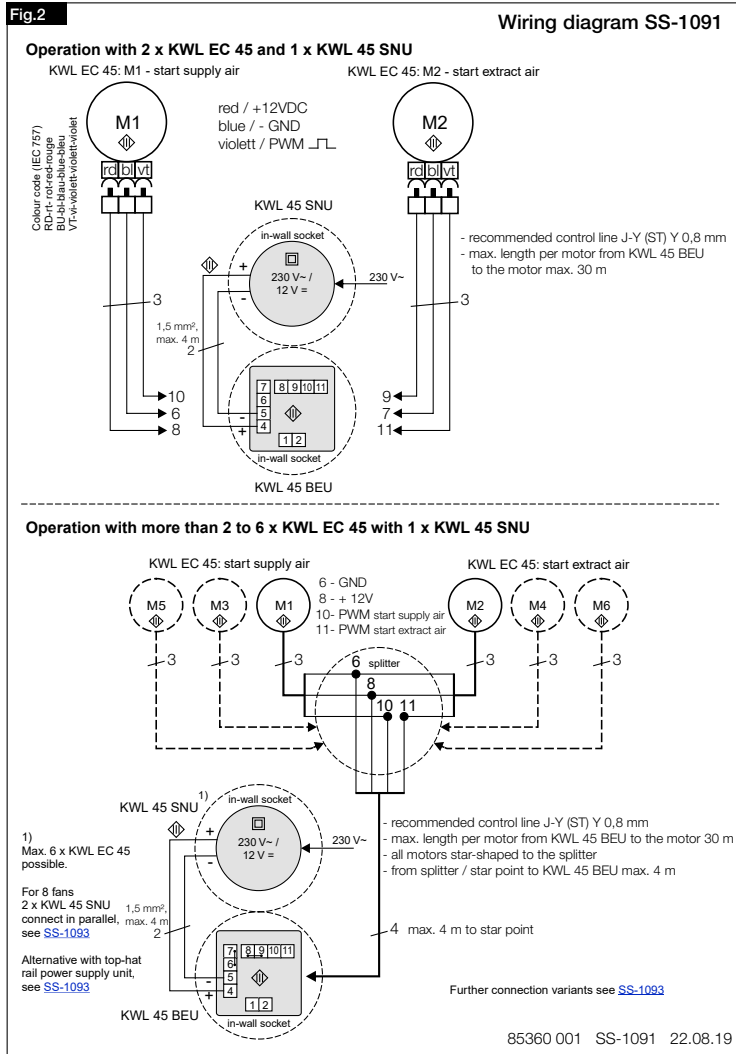 Fig.2
Wiring diagram SS-1091
Operation with 2 x KWL EC 45 and 1 x KWL 45 SNU
KWL EC 45: M1 - start supply air
KWL EC 45: M2 - start extract air
M1
red / +12VDC
blue / - GND
violett / PWM
M2
rd bl vt
rd bl vt
Colour code (IEC 757)
RD-rt- rot-red-rouge
BU-bl-blau-blue-bleu
VT-vi-violett-violett-violet
KWL 45 SNU
in-wall socket
+
230 V~ /
12 V =
-
230 V~
- recommended control line J-Y (ST) Y 0,8 mm
- max. length per motor from KWL 45 BEU
to the motor max. 30 m
3
3
1,5 mm²,
max. 4 m
2
7 8 9 10 11
6
- 5
+ 4
1 2
in-wall socket
KWL 45 BEU
10
6
8
9
7
11
Operation with more than 2 to 6 x KWL EC 45 with 1 x KWL 45 SNU
KWL EC 45: start supply air
KWL EC 45: start extract air
6 - GND
8 - + 12V
10- PWM start supply air
11- PWM start extract air
M5 M3 M1
M2 M4 M6
3 3 3
3 3 3
6 splitter
8
10 11
KWL 45 SNU 1)
in-wall socket
+
230 V~ /
12 V =
-
230 V~
- recommended control line J-Y (ST) Y 0,8 mm
- max. length per motor from KWL 45 BEU to the motor 30 m
- all motors star-shaped to the splitter
- from splitter / star point to KWL 45 BEU max. 4 m
1)
Max. 6 x KWL EC 45
possible.
For 8 fans
2 x KWL 45 SNU
connect in parallel,
see SS-1093
Alternative with top-hat
rail power supply unit,
see SS-1093
1,5 mm²,
max. 4 m
2
7 8 9 10 11
6
- 5
+ 4
1 2
in-wall socket
KWL 45 BEU
4 max. 4 m to star point
Further connection variants see SS-1093
85360 001 SS-1091 22.08.19